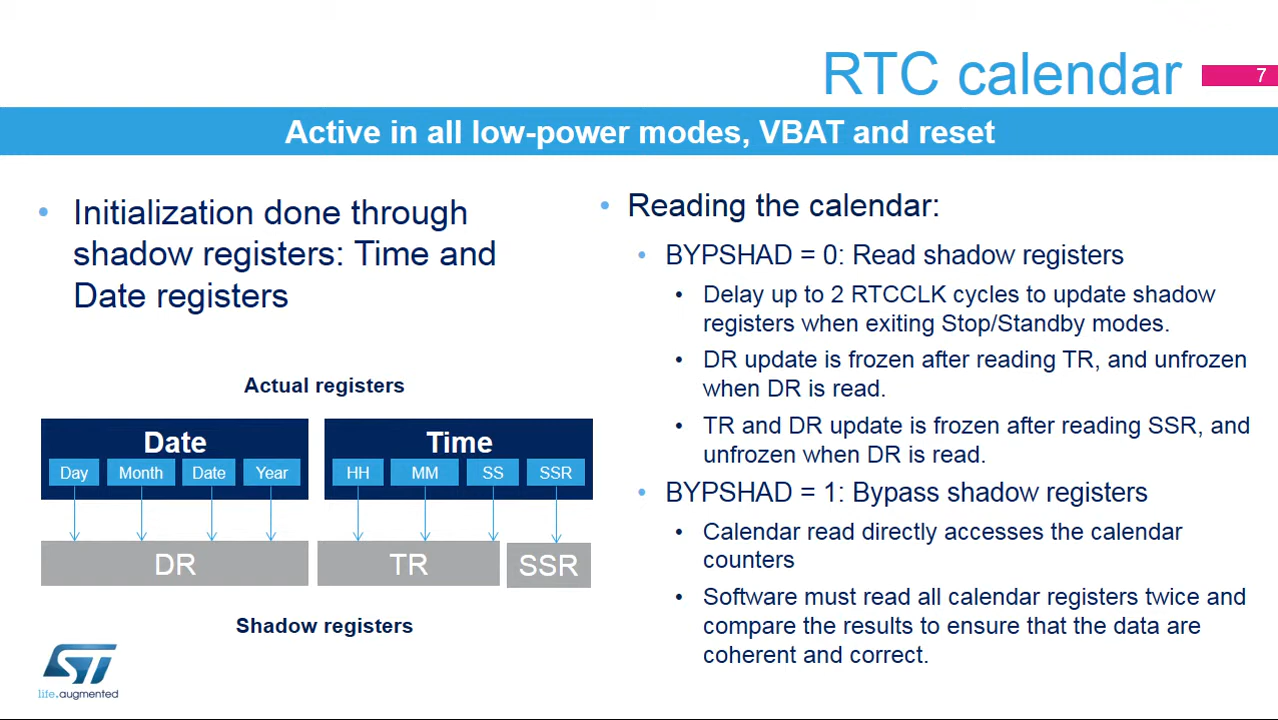 RTC calendar
7
Active in all low-power modes, VBAT and reset
• Initialization done through
shadow registers: Time and
Date registers
Actual registers
Date
Day Month Date Year
Time
HH MM SS SSR
DR TR SSR
Shadow registers
• Reading the calendar:
• BYPSHAD = 0: Read shadow registers
• Delay up to 2 RTCCLK cycles to update shadow
registers when exiting Stop/Standby modes.
• DR update is frozen after reading TR, and unfrozen
when DR is read.
• TR and DR update is frozen after reading SSR, and
unfrozen when DR is read.
• BYPSHAD = 1: Bypass shadow registers
• Calendar read directly accesses the calendar
counters
• Software must read all calendar registers twice and
compare the results to ensure that the data are
coherent and correct.
ST
life.augmented